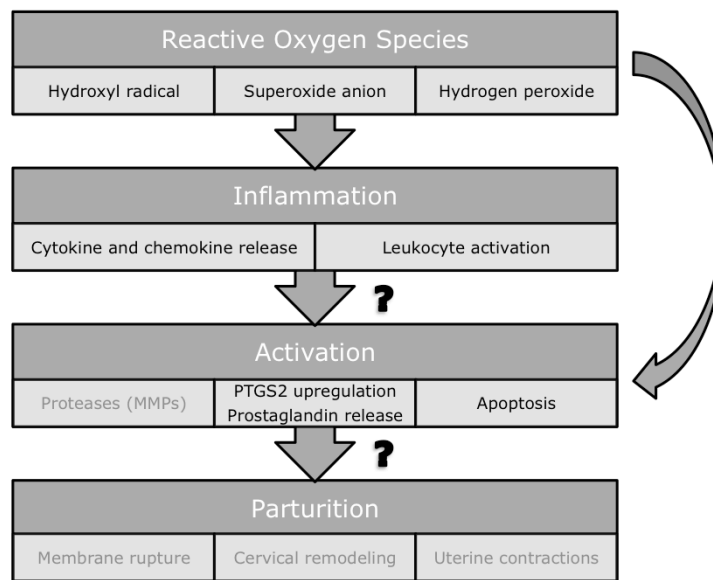 Reactive Oxygen Species
Hydroxyl radical
Superoxide anion
Hydrogen peroxide
Inflammation
Cytokine and chemokine release
Leukocyte activation
?
Activation
Proteases (MMPs)
PTGS2 upregulation
Prostaglandin release
Apoptosis
?
Parturition
Membrane rupture
Cervical remodeling
Uterine contractions